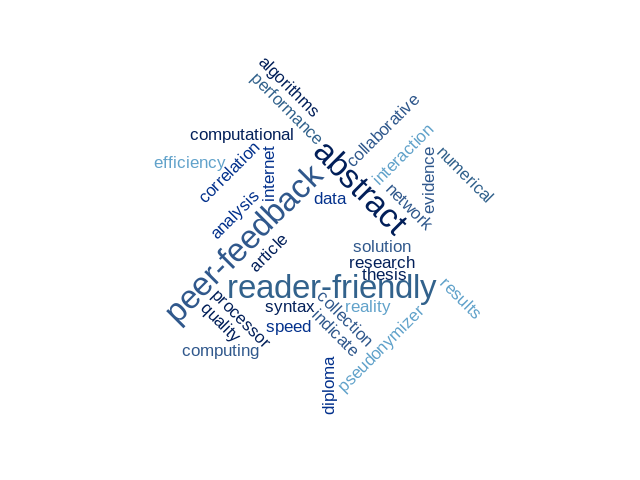 algorithms
performance
collaborative
computational
abstract
interaction
numerical
efficiency
correlation
internet
evidence
peer-feedback
data
network
analysis
article
solution
research
thesis
reader-friendly
results
processor
syntax
collection
reality
quality
speed
indicate
pseudonymizer
computing
diploma